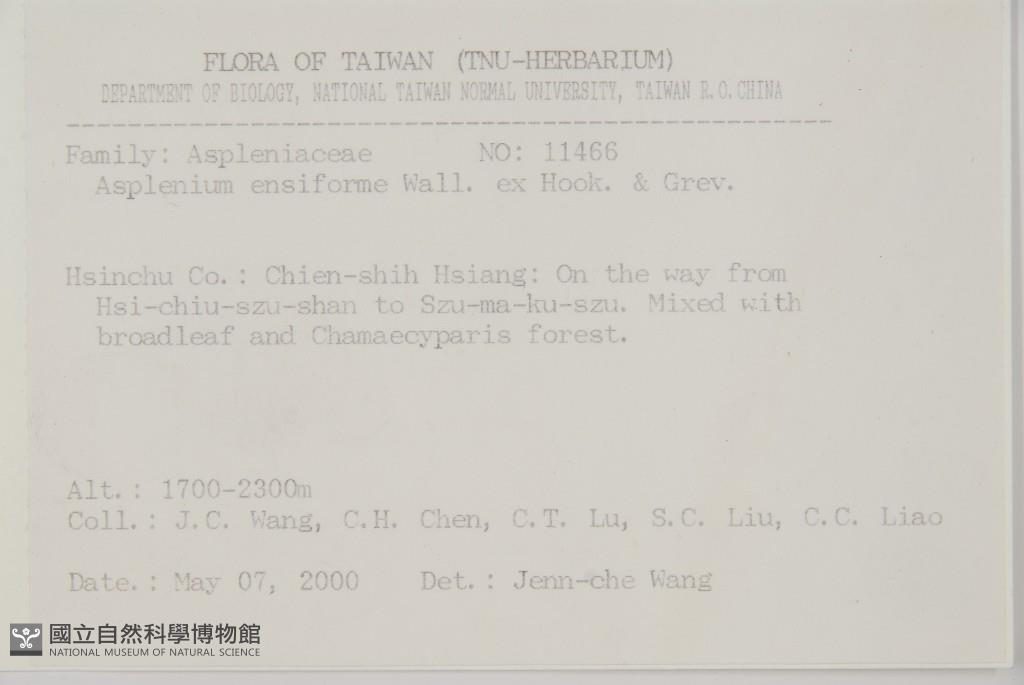 FLORA OF TAIWAN (TNU-HERBARIUM)
DEPARTMENT OF BIOLOGY, NATIONAL TAIWAN NORMAL UNIVERSITY, TAIWAN R.O.CHINA
Family: Aspleniaceae NO: 11466
Asplenium ensiforme Wall. ex Hook. & Grev.
Hsinchu Co.: Chien-shih Hsiang: On the way from
Hsi-chiu-szu-shan to Szu-ma-ku-szu. Mixed with
broadleaf and Chamaecyparis forest.
Alt.: 1700-2300m
Coll.: J.C. Wang, C.H. Chen, C.T. Lu, S.C. Liu, C.C. Liao
Date.: May 07, 2000 Det.: Jenn-che Wang
國立自然科學博物館
NATIONAL MUSEUM OF NATURAL SCIENCE